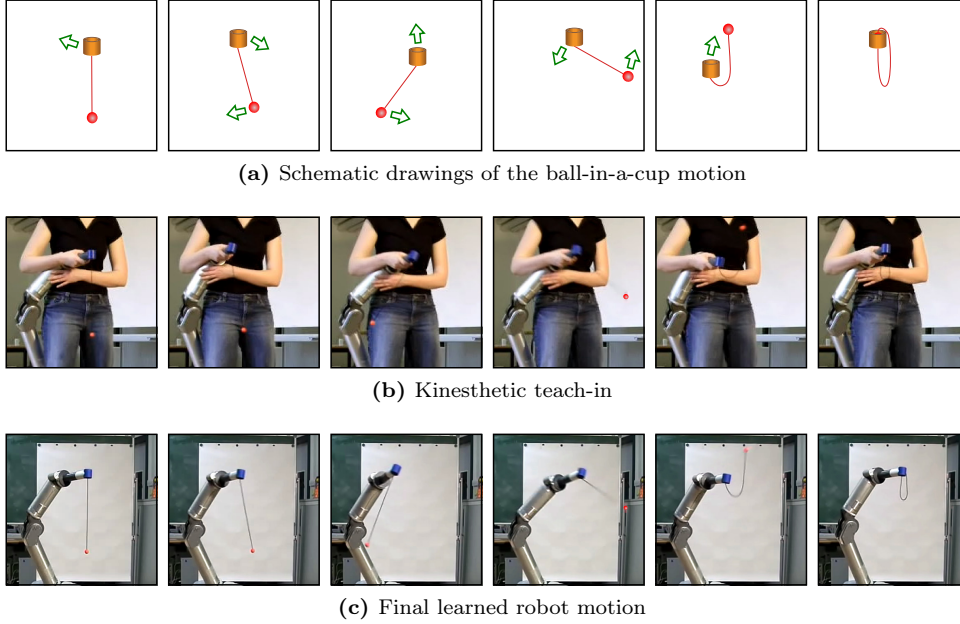 (a) Schematic drawings of the ball-in-a-cup motion
(b) Kinesthetic teach-in
(c) Final learned robot motion